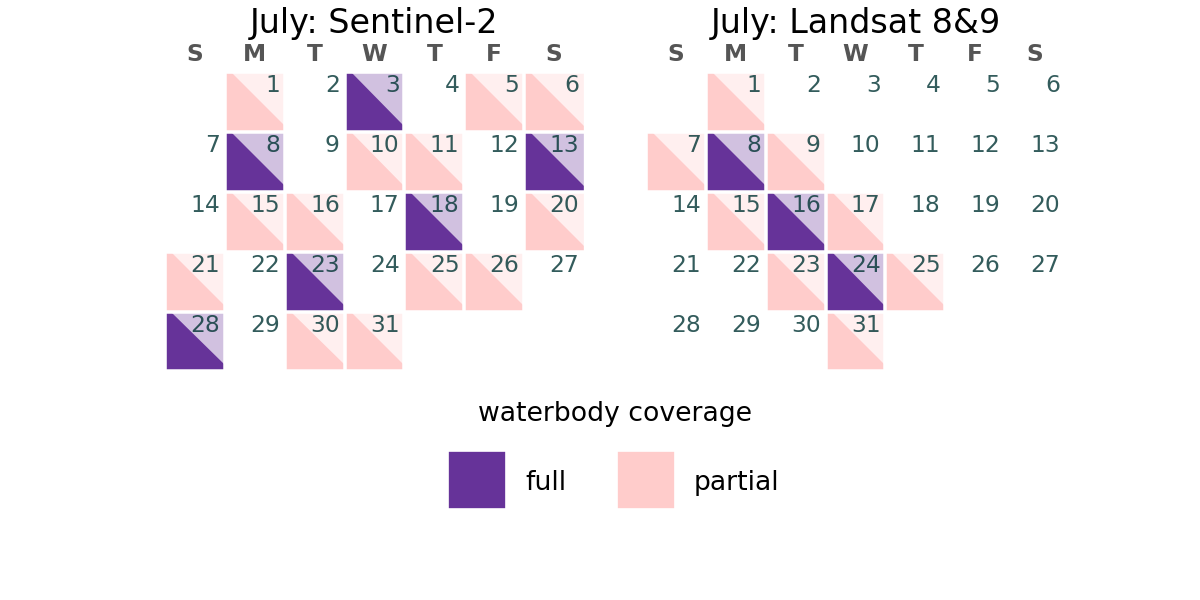 July: Sentinel-2
S M T W T F S
1 2 3 4 5 6
7 8 9 10 11 12 13
14 15 16 17 18 19 20
21 22 23 24 25 26 27
28 29 30 31
July: Landsat 8&9
S M T W T F S
1 2 3 4 5 6
7 8 9 10 11 12 13
14 15 16 17 18 19 20
21 22 23 24 25 26 27
28 29 30 31
waterbody coverage
full partial